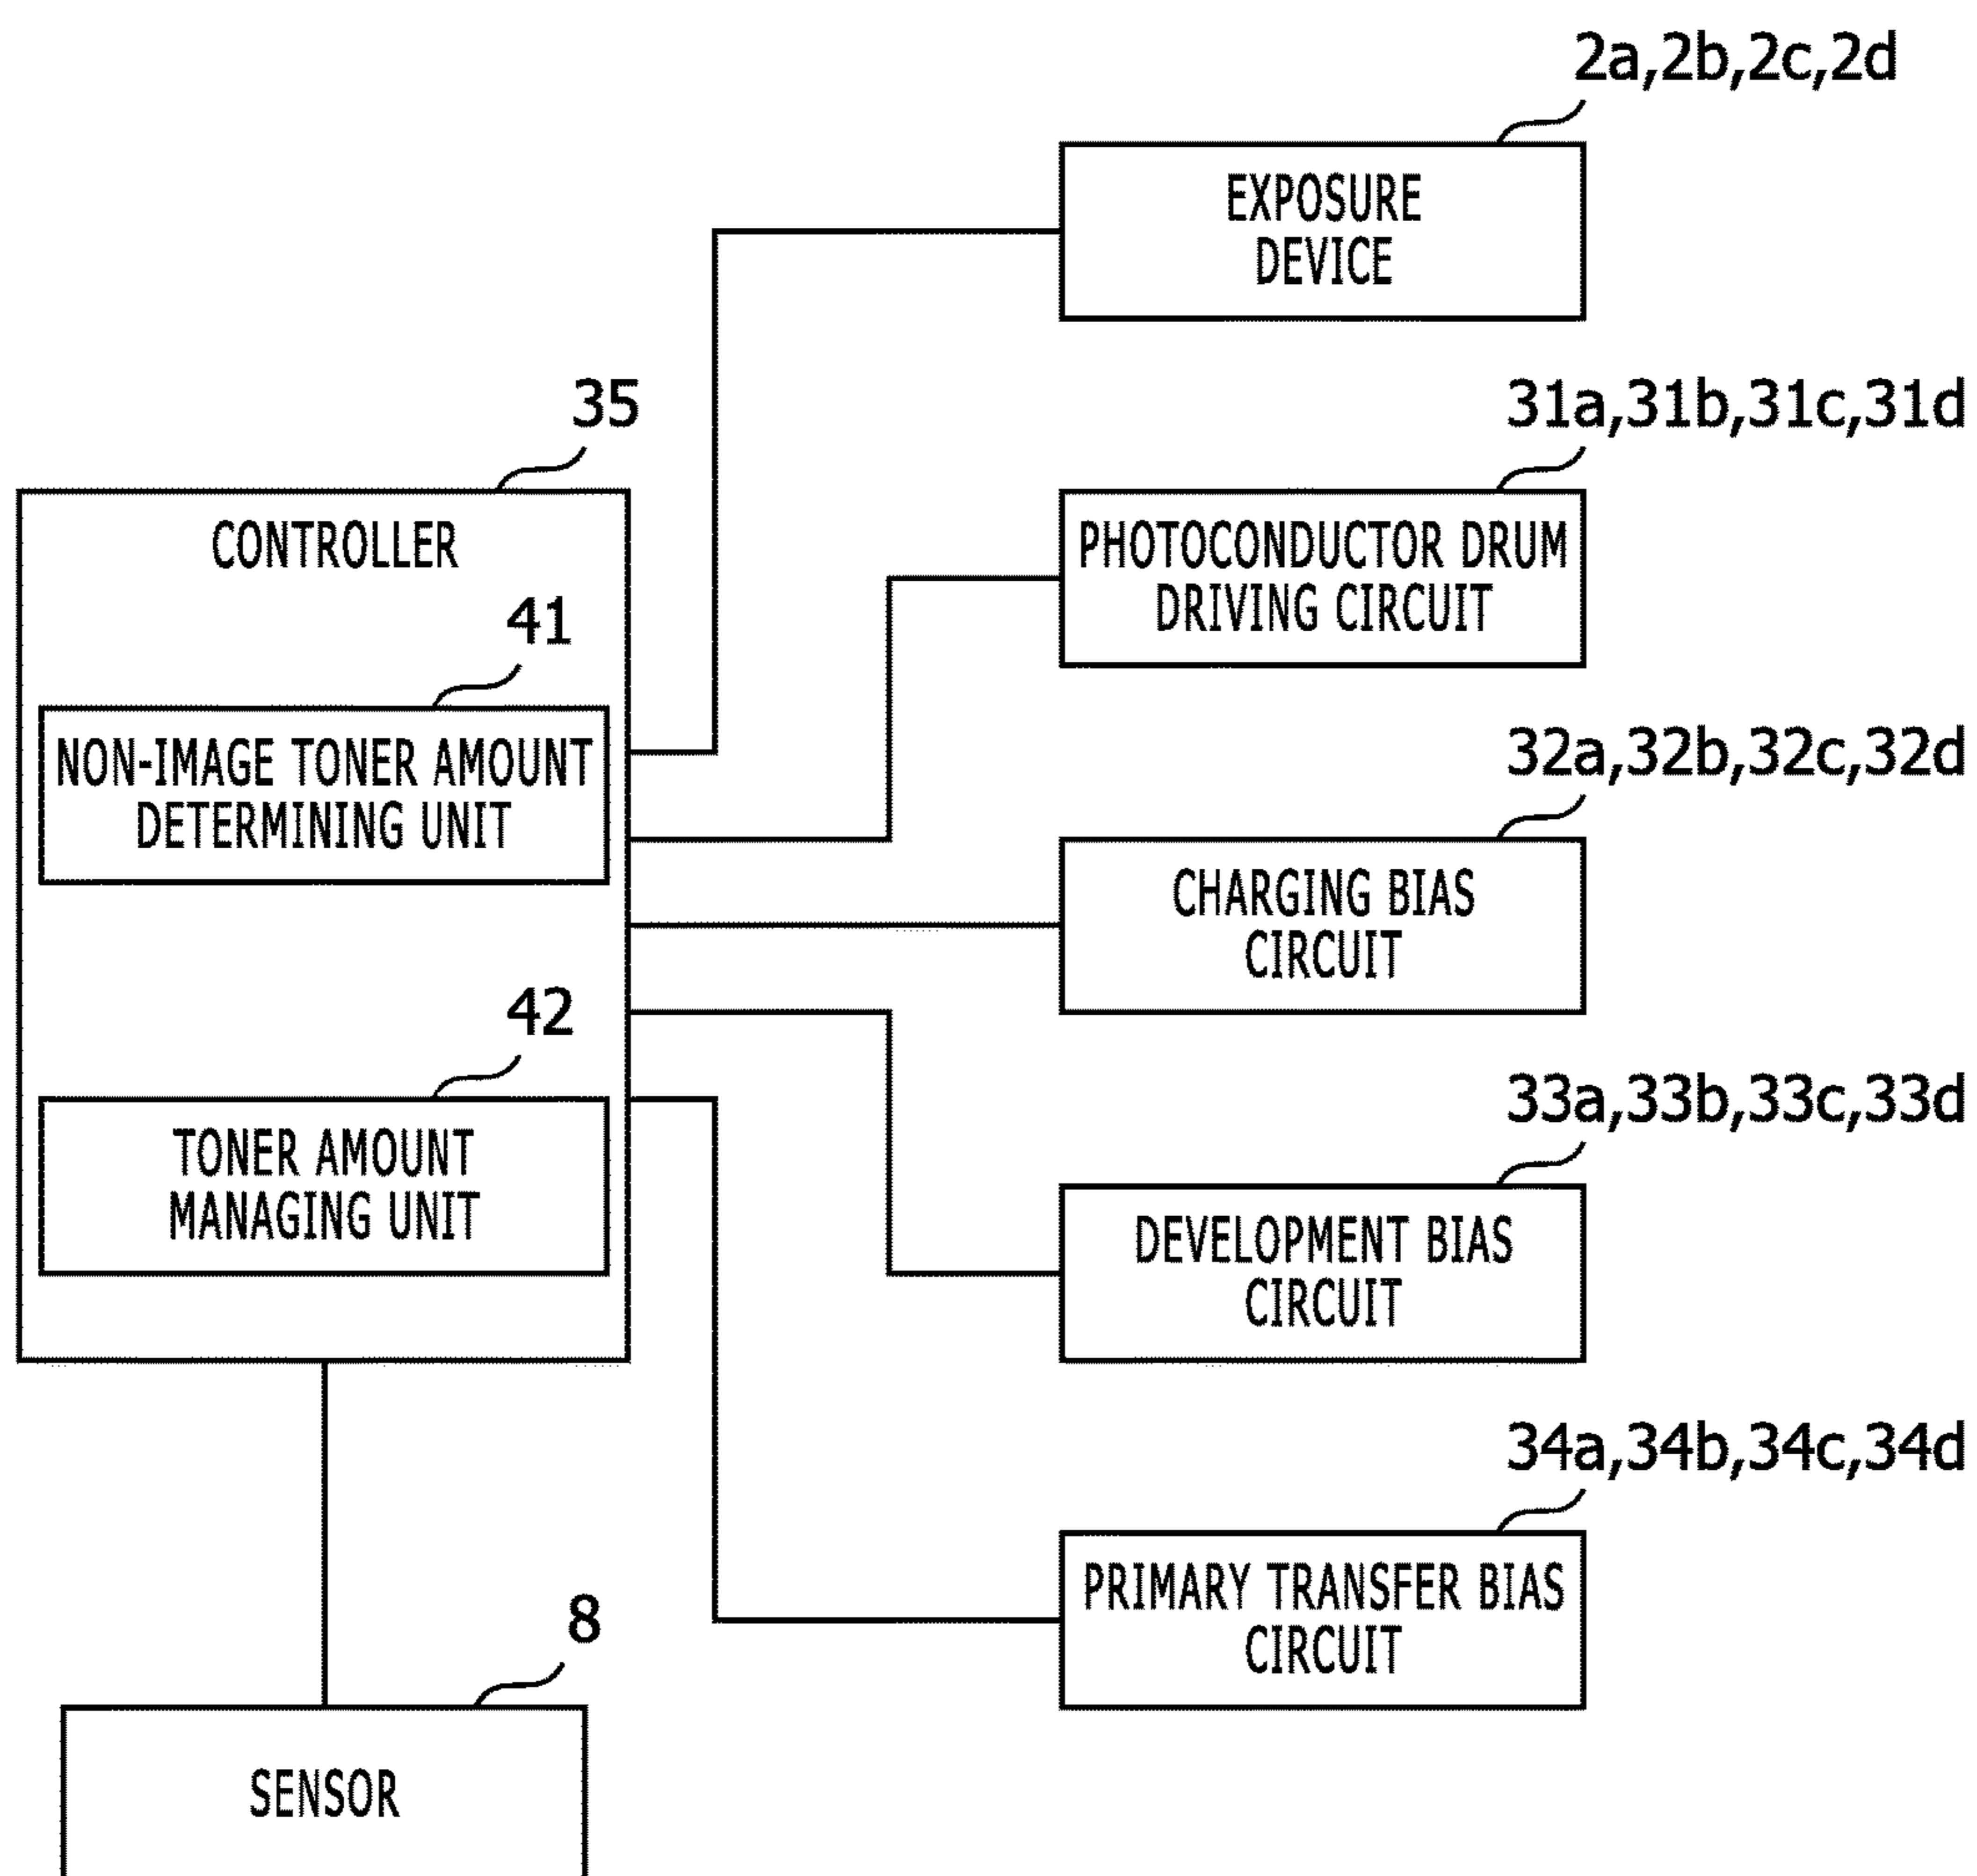 2a,2b,2c,2d
EXPOSURE
DEVICE
35
31a,31b,31c,31d
CONTROLLER
PHOTOCONDUCTOR DRUM
DRIVING CIRCUIT
41
NON-IMAGE TONER AMOUNT
DETERMINING UNIT
32a,32b,32c,32d
CHARGING BIAS
CIRCUIT
42
TONER AMOUNT
MANAGING UNIT
33a,33b,33c,33d
DEVELOPMENT BIAS
CIRCUIT
34a,34b,34c,34d
PRIMARY TRANSFER BIAS
CIRCUIT
8
SENSOR